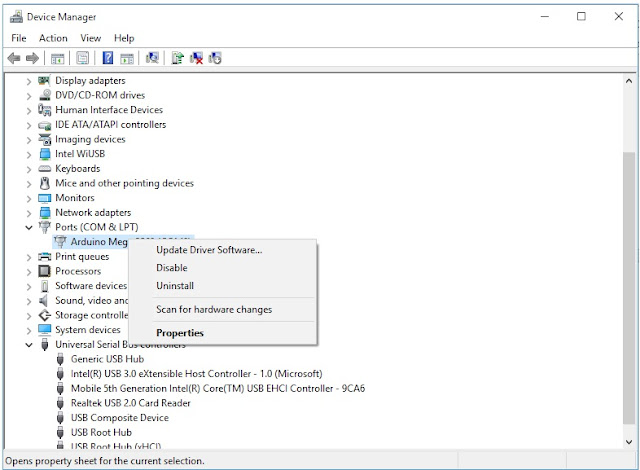 Device Manager
File Action View Help
Display adapters
DVD/CD-ROM drives
Human Interface Devices
IDE ATA/ATAPI controllers
Imaging devices
Intel WiUSB
Keyboards
Mice and other pointing devices
Monitors
Network adapters
Ports (COM & LPT)
Arduino Meg
Print queues
Processors
Software devices
Sound, video and
Storage controlle
System devices
Universal Serial Bus controllers
Update Driver Software...
Disable
Uninstall
Scan for hardware changes
Properties
Generic USB Hub
Intel(R) USB 3.0 eXtensible Host Controller - 1.0 (Microsoft)
Mobile 5th Generation Intel(R) Core(TM) USB EHCI Controller - 9CA6
Realtek USB 2.0 Card Reader
USB Composite Device
USB Root Hub
USB Root Hub (xHCI)
Opens property sheet for the current selection.